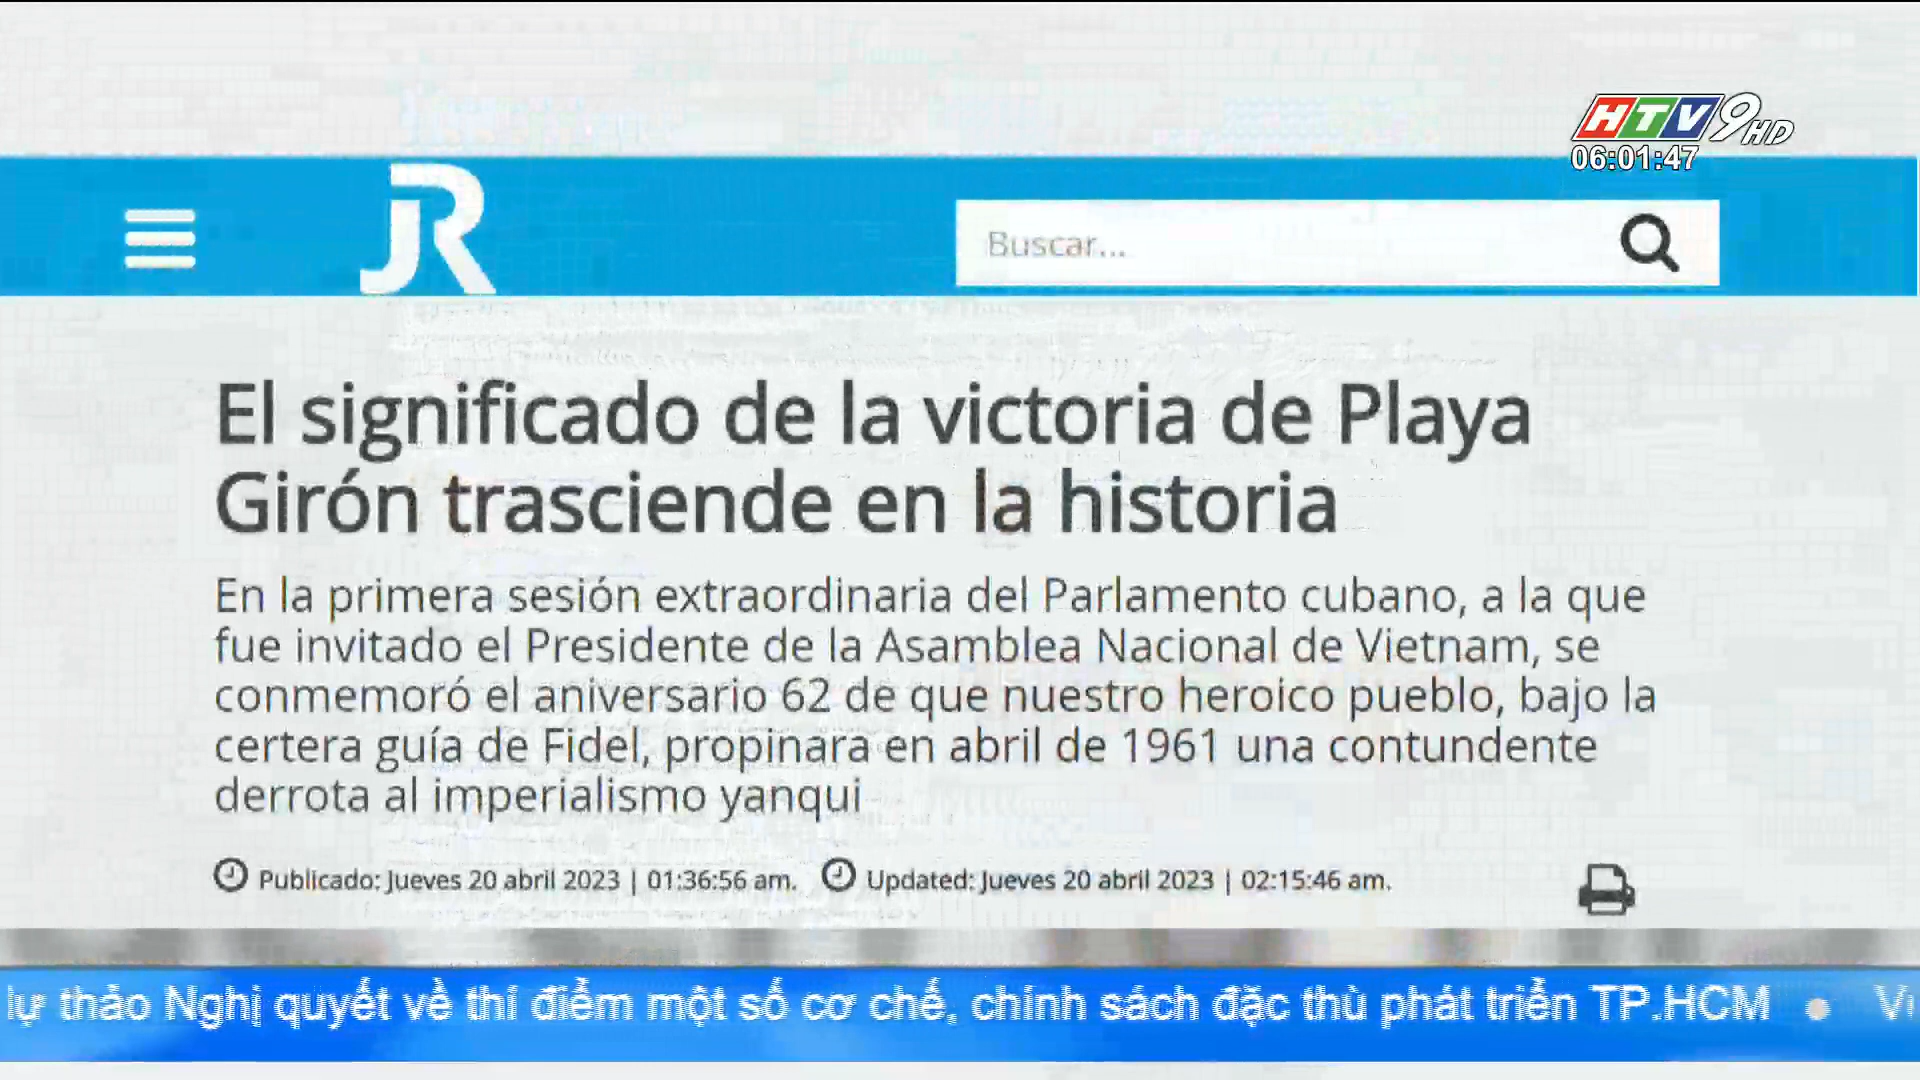 HTV9 HD
06:01:47
JR
Buscar...
El significado de la victoria de Playa
Girón trasciende en la historia
En la primera sesión extraordinaria del Parlamento cubano, a la que
fue invitado el Presidente de la Asamblea Nacional de Vietnam, se
conmemoró el aniversario 62 de que nuestro heroico pueblo, bajo la
certera guía de Fidel, propinara en abril de 1961 una contundente
derrota al imperialismo yanqui
Publicado: Jueves 20 abril 2023 | 01:36:56 am. Updated: Jueves 20 abril 2023 | 02:15:46 am.
thảo Nghị quyết về thí điểm một số cơ chế, chính sách đặc thù phát triển TP.HCM •